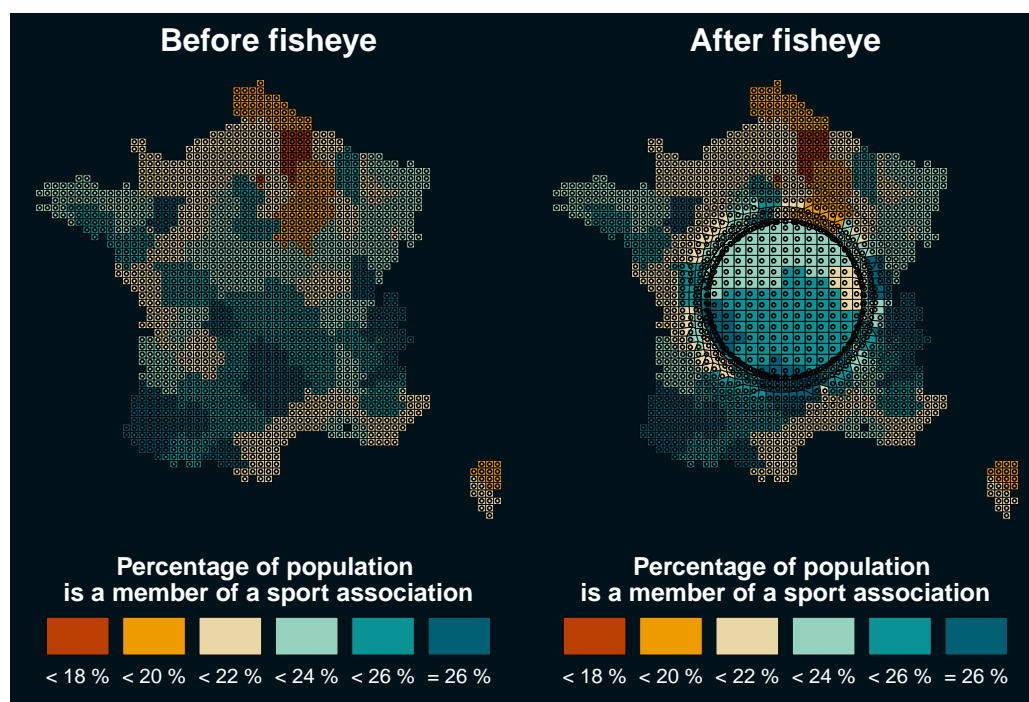 Before fisheye
After fisheye
Percentage of population
is a member of a sport association
< 18 %
< 20 %
< 22 %
< 24 %
< 26 %
= 26 %
Percentage of population
is a member of a sport association
< 18 %
< 20 %
< 22 %
< 24 %
< 26 %
= 26 %